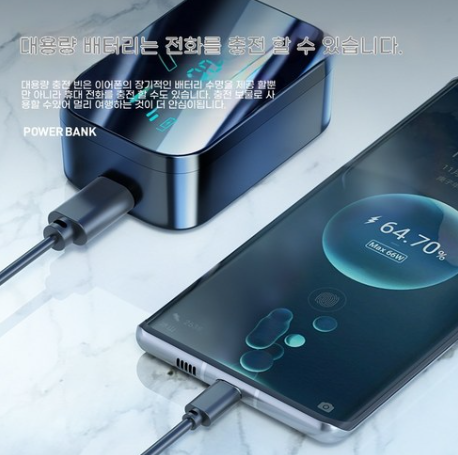 대용량 배터리는 전화를 충전 할 수 있습니다.
대용량 충전 빈은 이어폰의 장기적인 배터리 수명을 제공 할뿐
만 아니라 휴대 전화를 충전 할 수도 있습니다. 충전 보물로 사
용할 수있어 멀리 여행하는 것이 더 안심이됩니다.
POWER BANK
64.70%
Max 66W